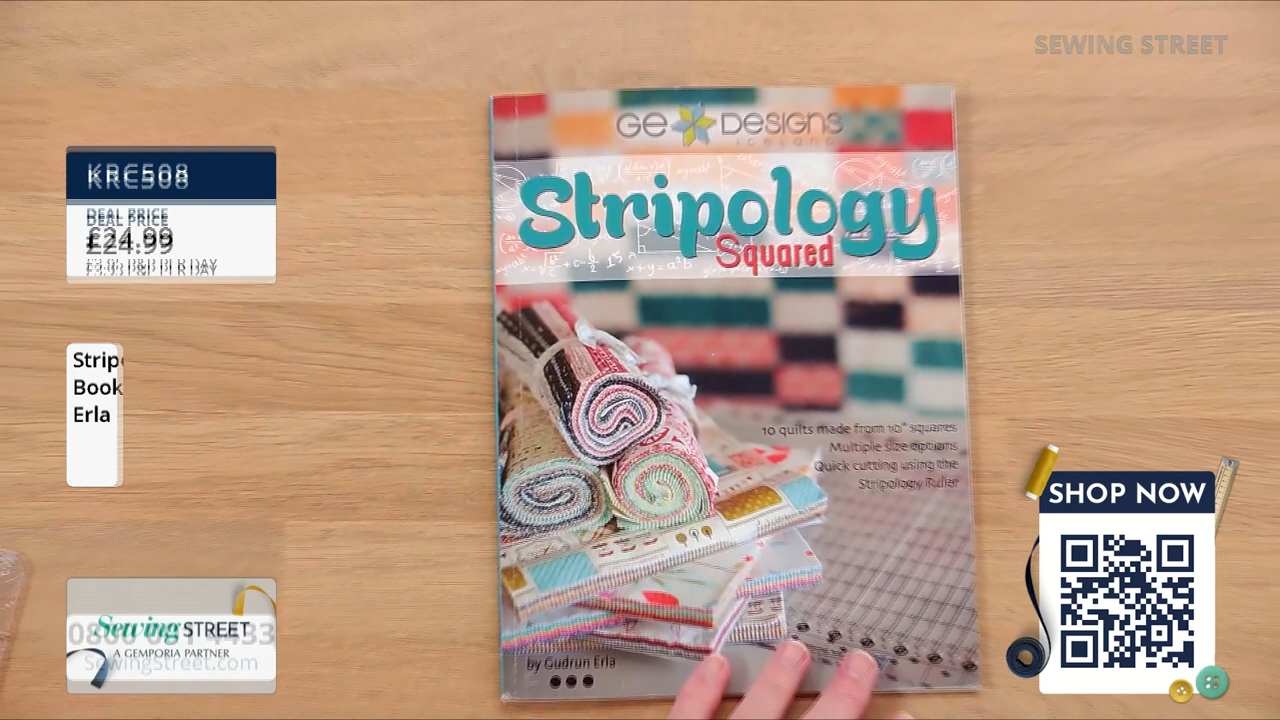 SEWING STREET
KRC508
DEAL PRICE
£24.99
Book
Erla
Sewing STREET
A GEMPORIA PARTNER
SewingStreet.com
GE DESIGNS
ICELAND
Stripology
Squared
10 quilts made from 10" squares
Multiple size options
Quick cutting using the
Stripology Ruler
by Gudrun Erla
SHOP NOW